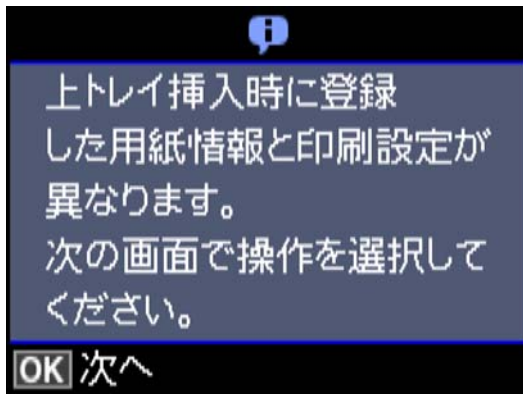 上トレイ挿入時に登録
した用紙情報と印刷設定が
異なります。
次の画面で操作を選択して
ください。
OK 次へ